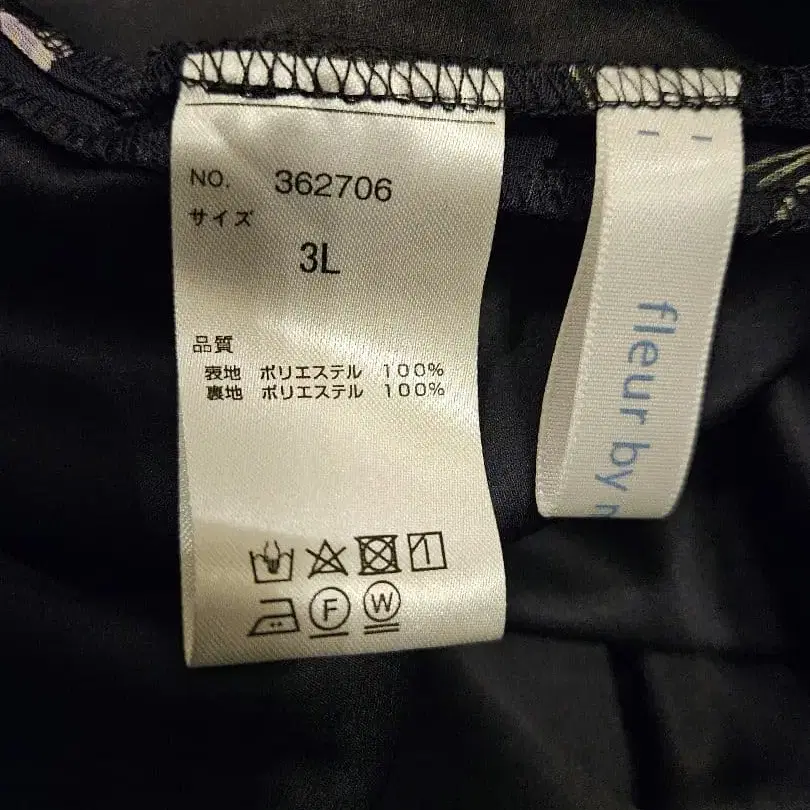 NO. 362706
サイズ
3L
品質
表地 ポリエステル 100%
裏地 ポリエステル 100%
F W
fleur by